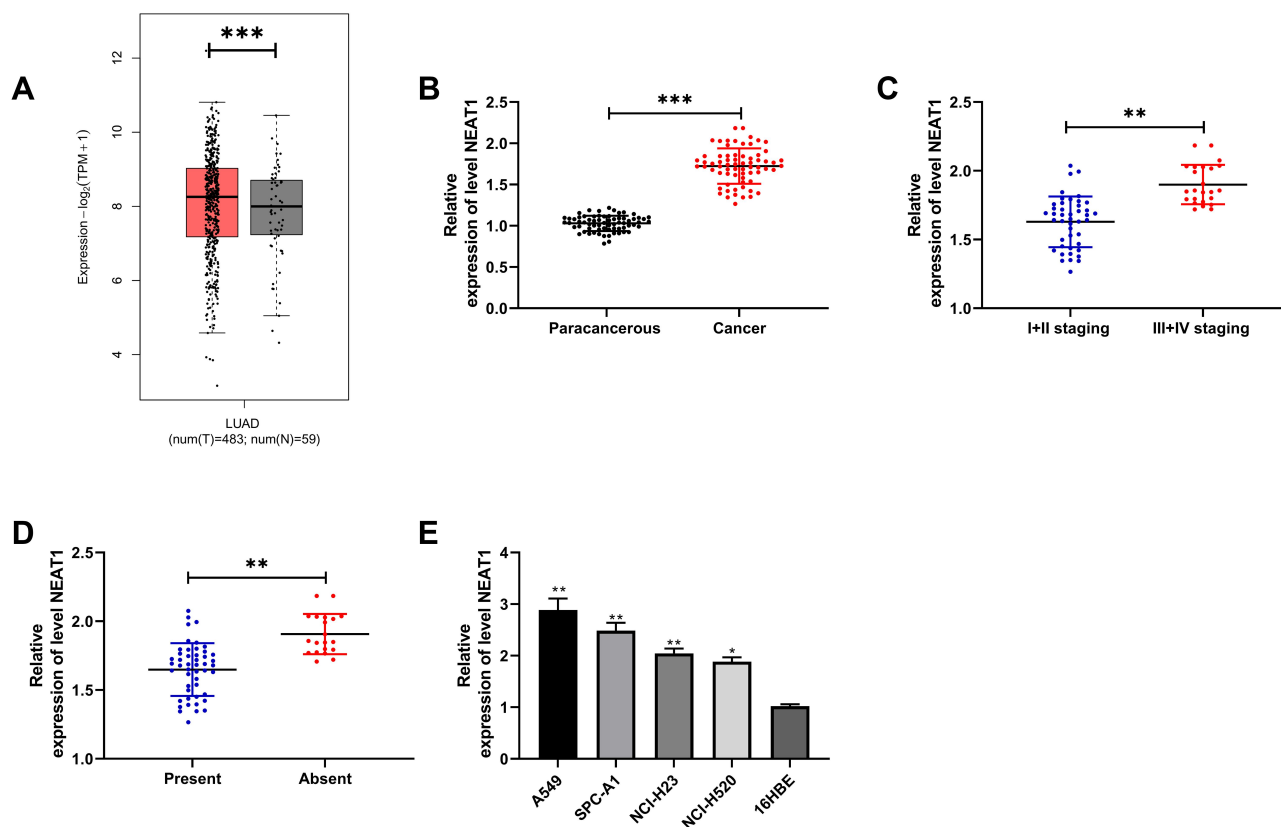 A
***
Expression − log2(TPM + 1)
12
10
8
6
4
LUAD
(num(T)=483; num(N)=59)
B
***
Relative
expression of level NEAT1
2.5
2.0
1.5
1.0
0.5
0.0
Paracancerous
Cancer
C
**
Relative
expression of level NEAT1
2.5
2.0
1.5
1.0
I+II staging
III+IV staging
D
**
Relative
expression of level NEAT1
2.5
2.0
1.5
1.0
Present
Absent
E
Relative
expression of level NEAT1
4
3
2
1
0
**
**
**
*
A549
SPC-A1
NCI-H23
NCI-H520
16HBE